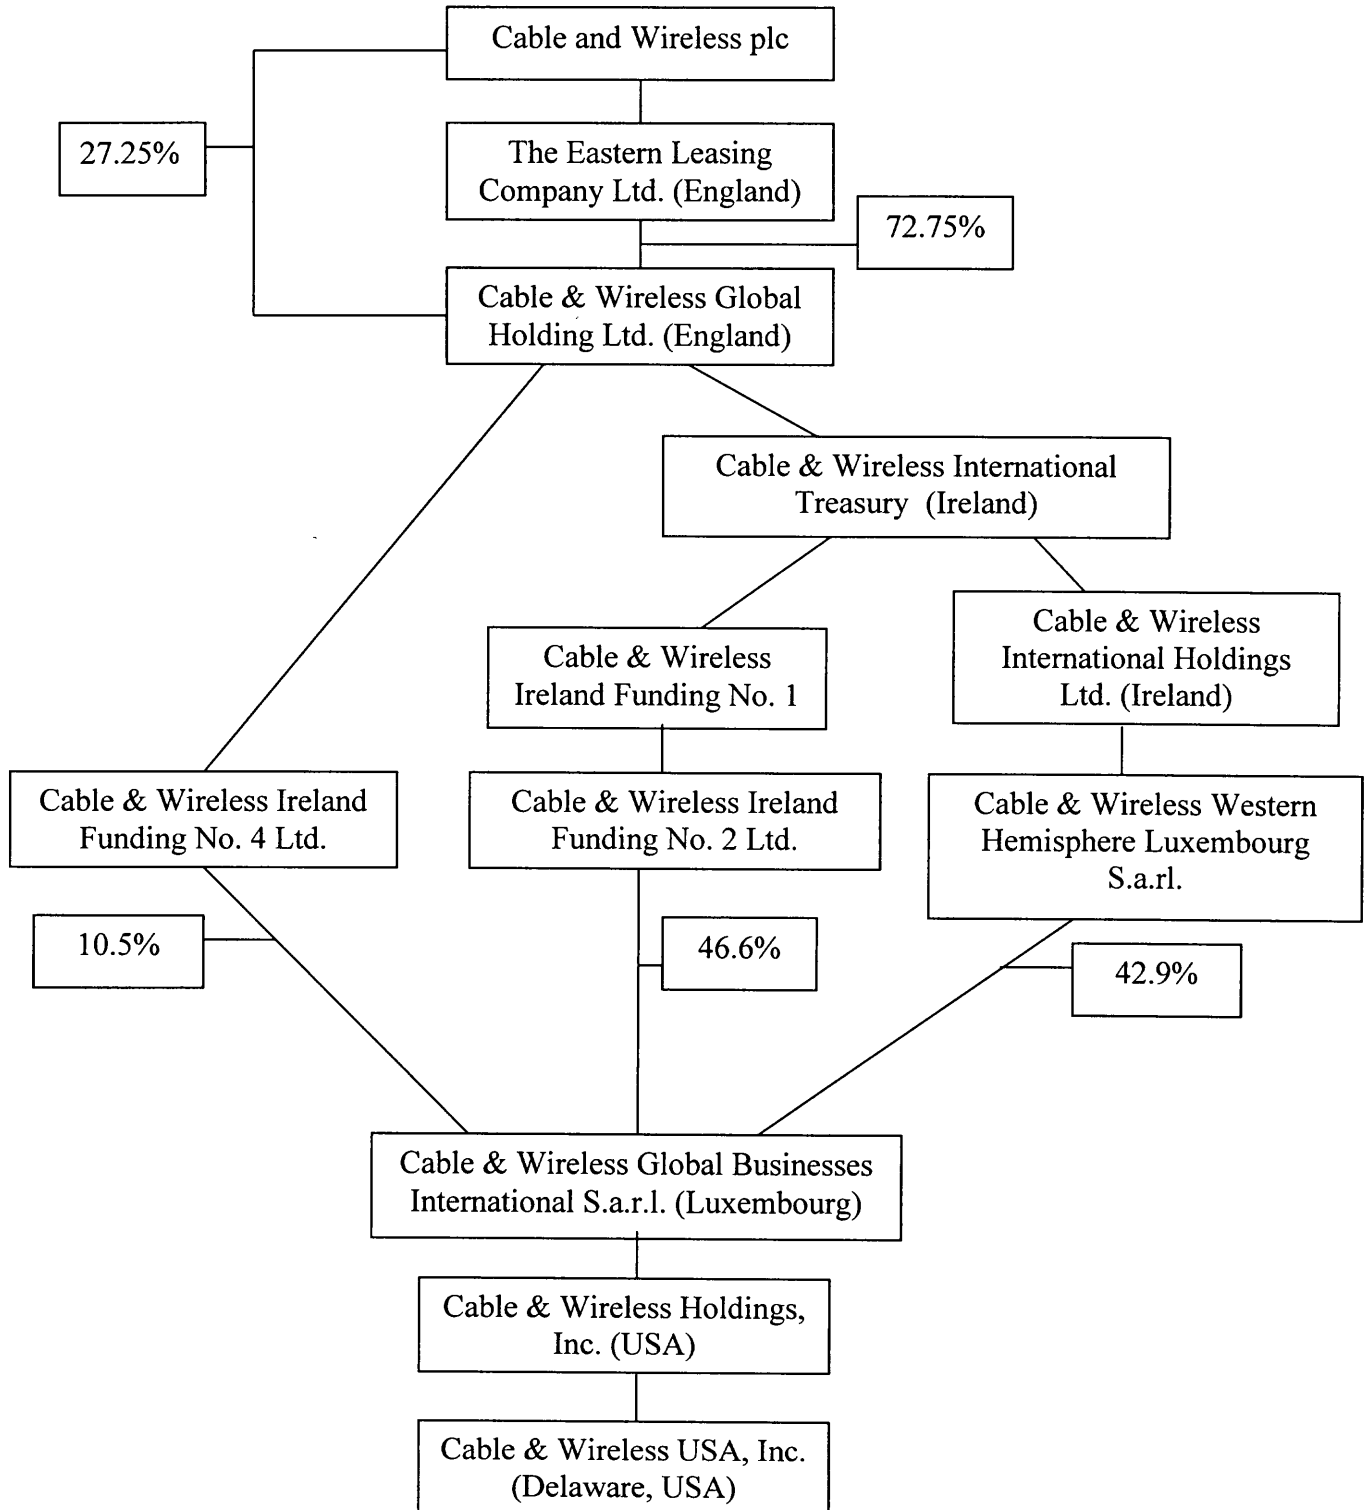 Cable and Wireless plc
27.25%
The Eastern Leasing
Company Ltd. (England)
72.75%
Cable & Wireless Global
Holding Ltd. (England)
Cable & Wireless International
Treasury (Ireland)
Cable & Wireless
International Holdings
Ltd. (Ireland)
Cable & Wireless
Ireland Funding No. 1
Cable & Wireless Ireland
Funding No. 4 Ltd.
Cable & Wireless Ireland
Funding No. 2 Ltd.
Cable & Wireless Western
Hemisphere Luxembourg
S.a.rl.
10.5%
46.6%
42.9%
Cable & Wireless Global Businesses
International S.a.r.l. (Luxembourg)
Cable & Wireless Holdings,
Inc. (USA)
Cable & Wireless USA, Inc.
(Delaware, USA)